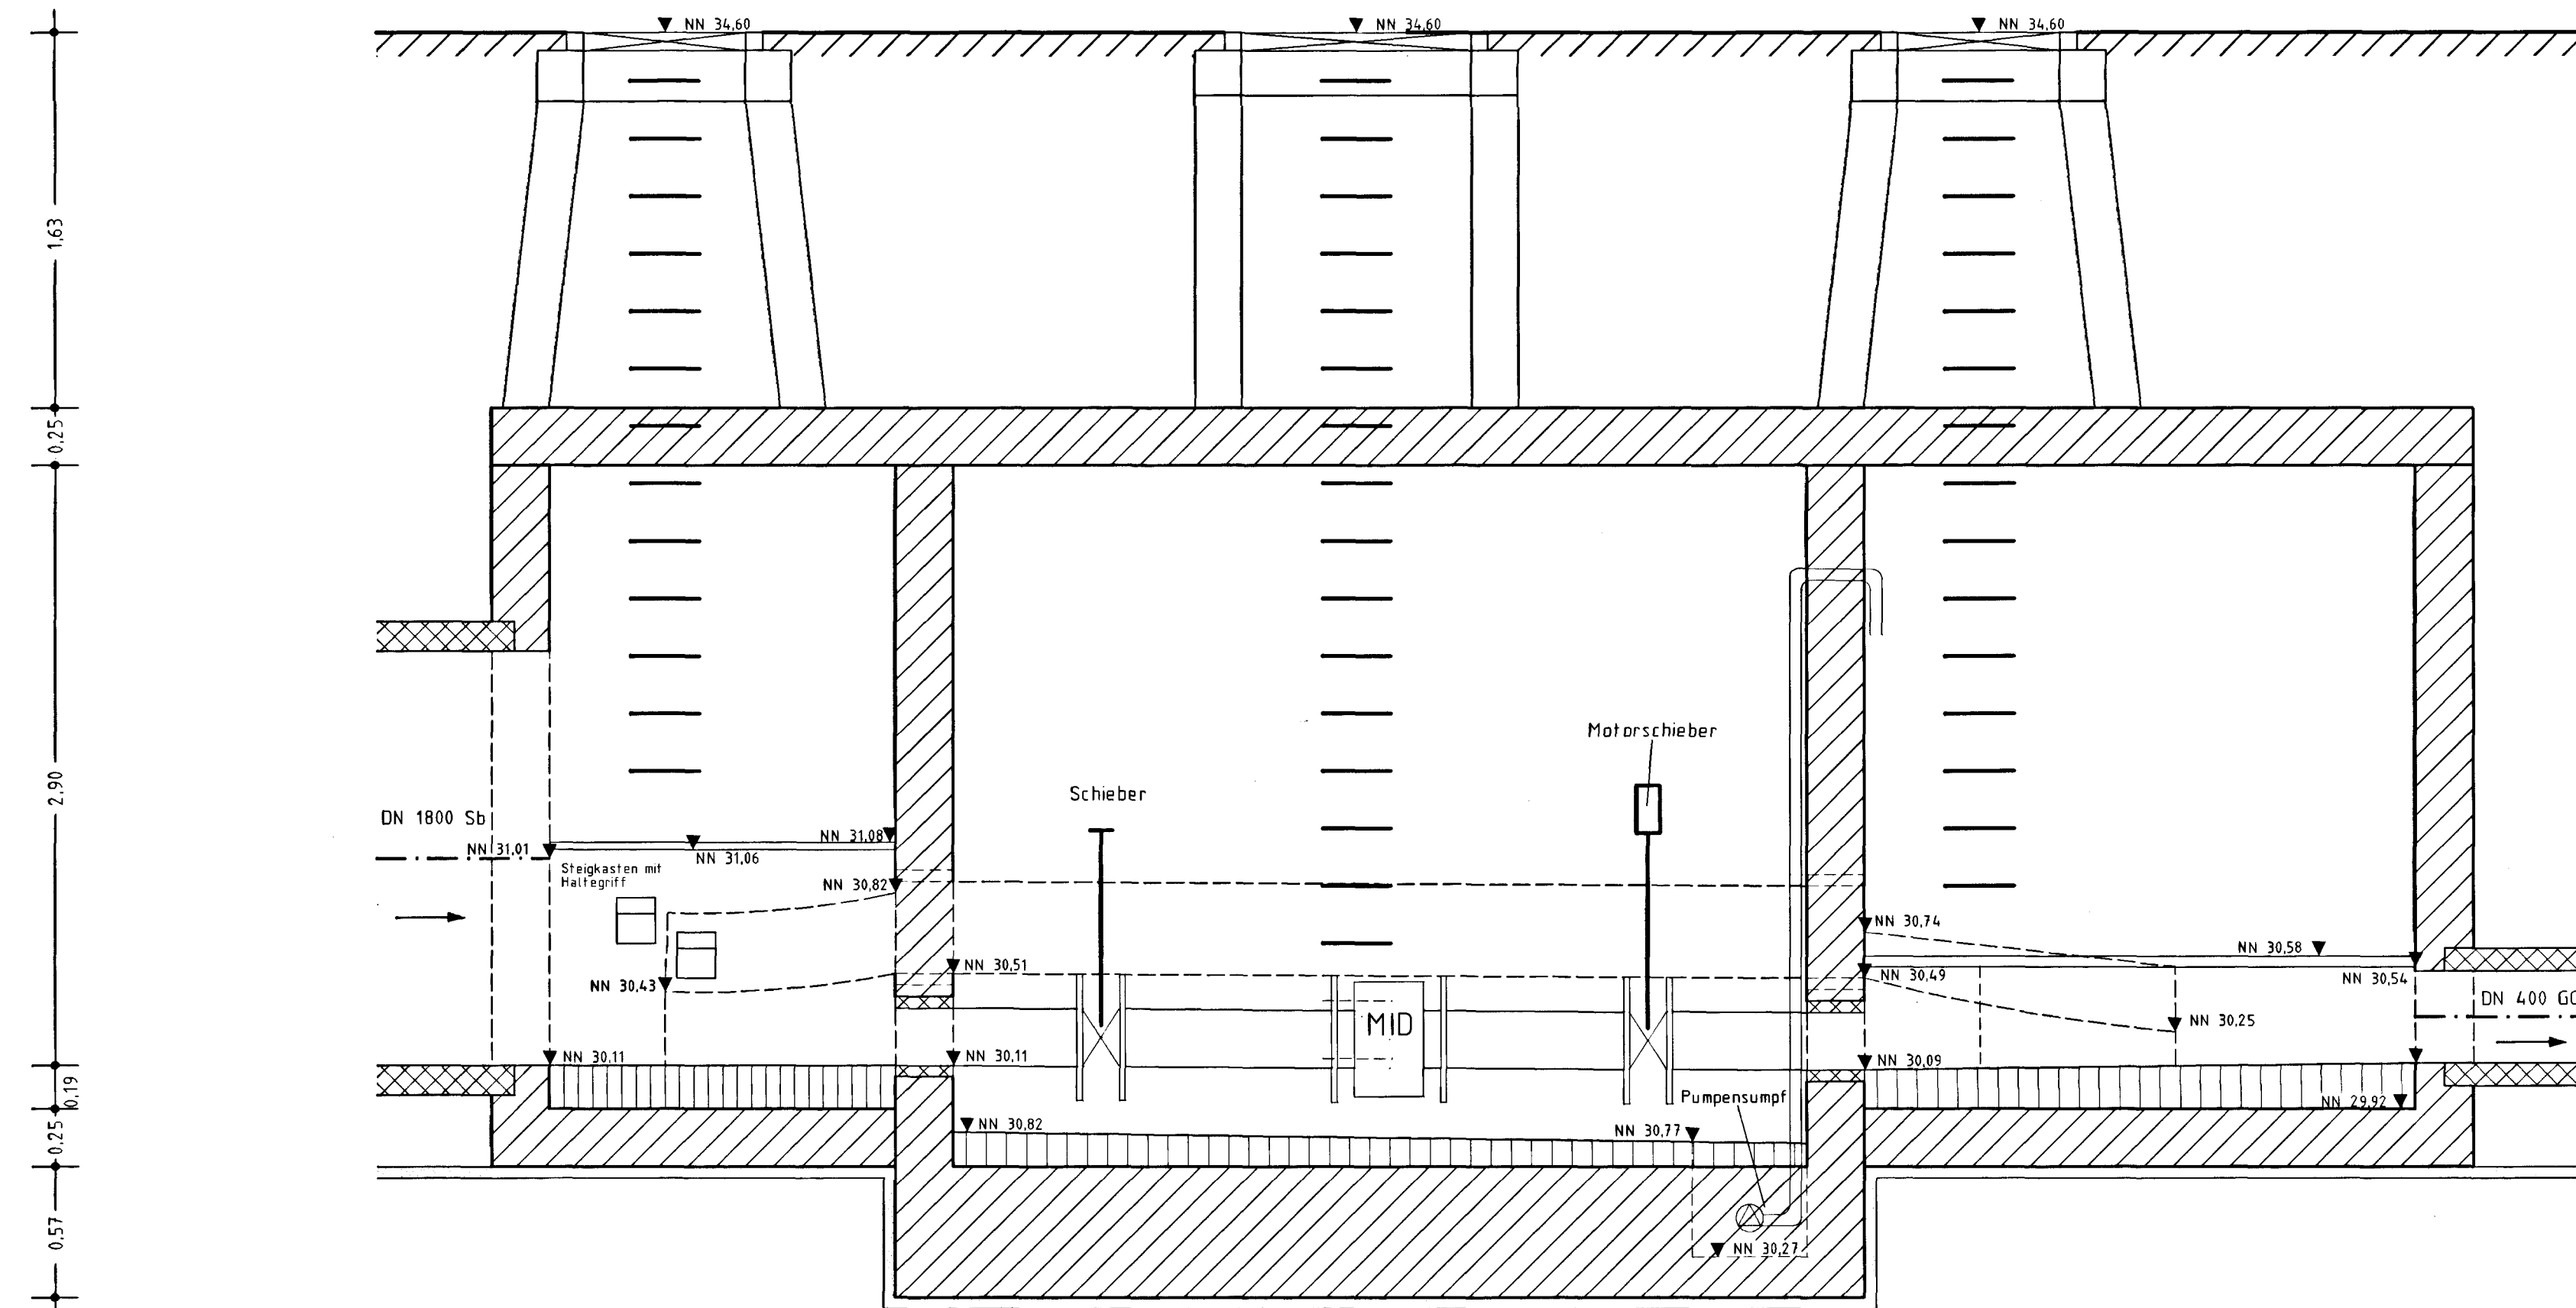 NN 34,60
NN 34,60
NN 34,60
1,63
0,25
2,90
0,19
0,25
0,57
Motorschieber
Schieber
DN 1800 Sb
NN 31,08
NN 31,01
NN 31,06
Steigkasten mit
Haltegriff
NN 30,82
NN 30,74
NN 30,58
NN 30,51
NN 30,49
NN 30,54
NN 30,43
DN 400 GG
MID
NN 30,25
NN 30,11
NN 30,11
NN 30,09
Pumpensumpf
NN 29,92
NN 30,82
NN 30,77
NN 30,27